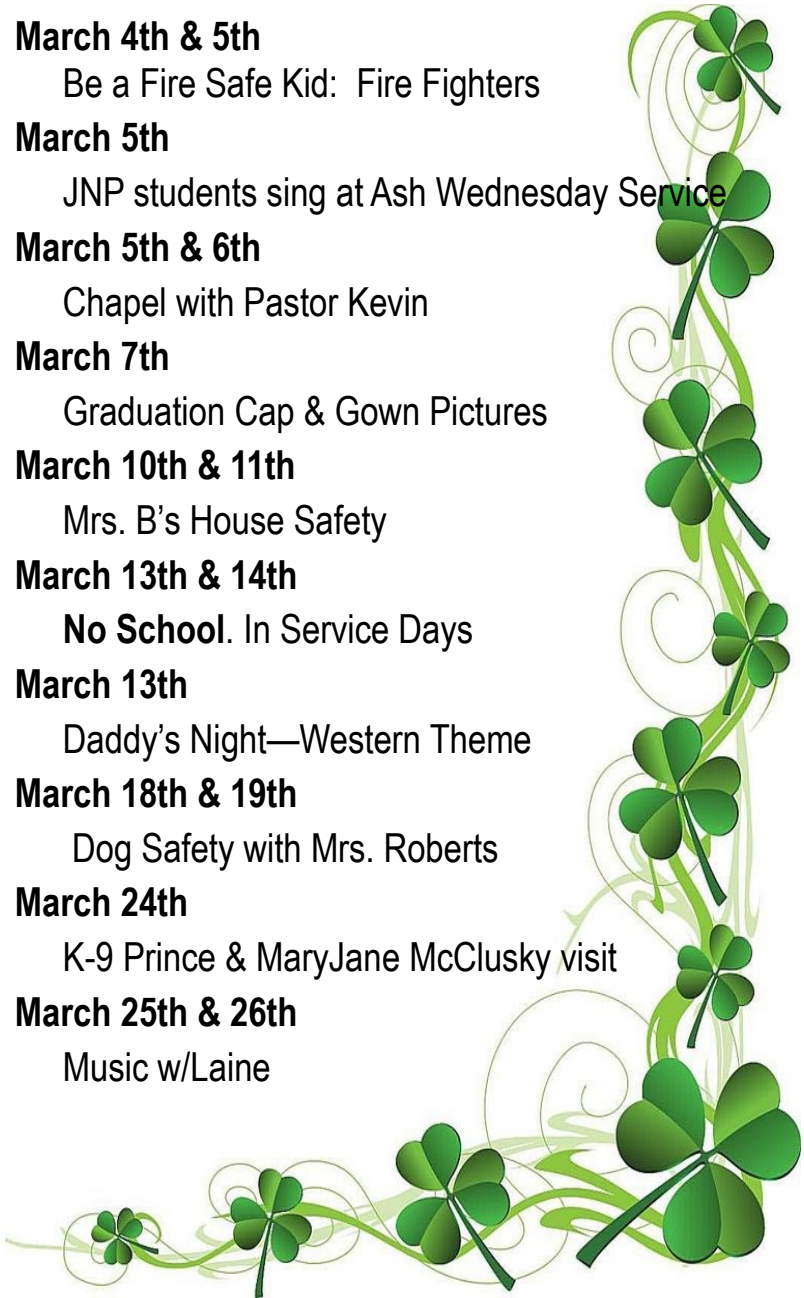 March 4th & 5th
Be a Fire Safe Kid:  Fire Fighters
March 5th
JNP students sing at Ash Wednesday Service
March 5th & 6th
Chapel with Pastor Kevin
March 7th
Graduation Cap & Gown Pictures
March 10th & 11th
Mrs. B’s House Safety
March 13th & 14th
No School. In Service Days
March 13th
Daddy’s Night—Western Theme
March 18th & 19th
Dog Safety with Mrs. Roberts
March 24th
K-9 Prince & MaryJane McClusky visit
March 25th & 26th
Music w/Laine